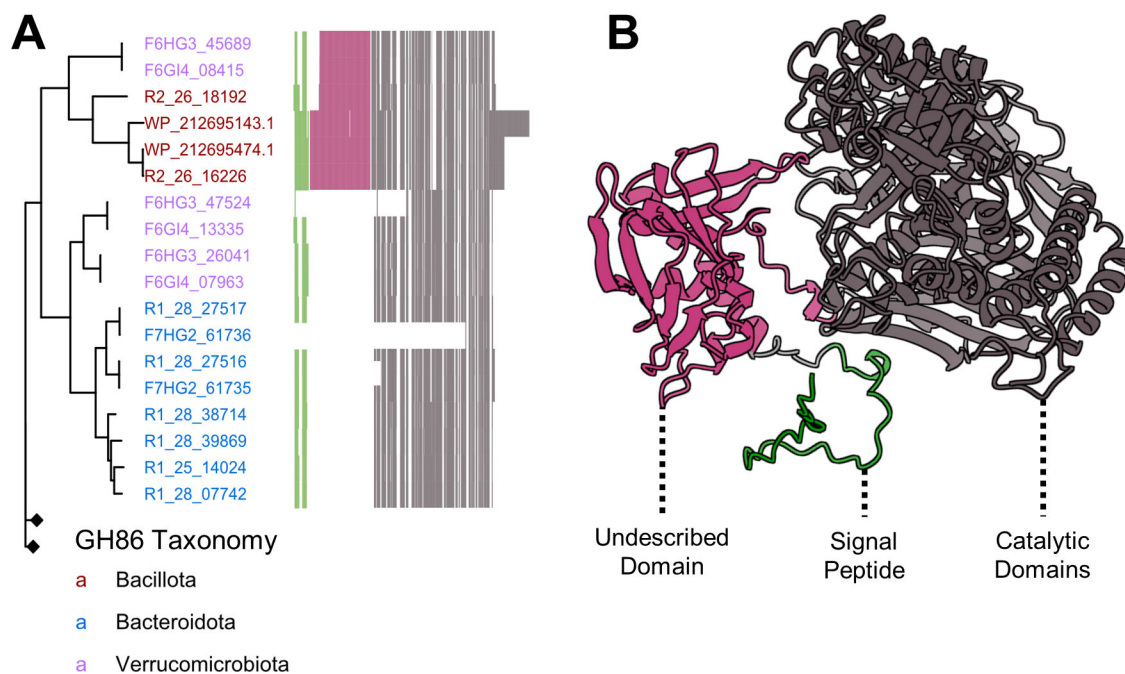 A
F6HG3_45689
F6GI4_08415
R2_26_18192
WP_212695143.1
WP_212695474.1
R2_26_16226
F6HG3_47524
F6GI4_13335
F6HG3_26041
F6GI4_07963
R1_28_27517
F7HG2_61736
R1_28_27516
F7HG2_61735
R1_28_38714
R1_28_39869
R1_25_14024
R1_28_07742
GH86 Taxonomy
a Bacillota
a Bacteroidota
a Verrucomicrobiota
B
Undescribed
Domain
Signal
Peptide
Catalytic
Domains